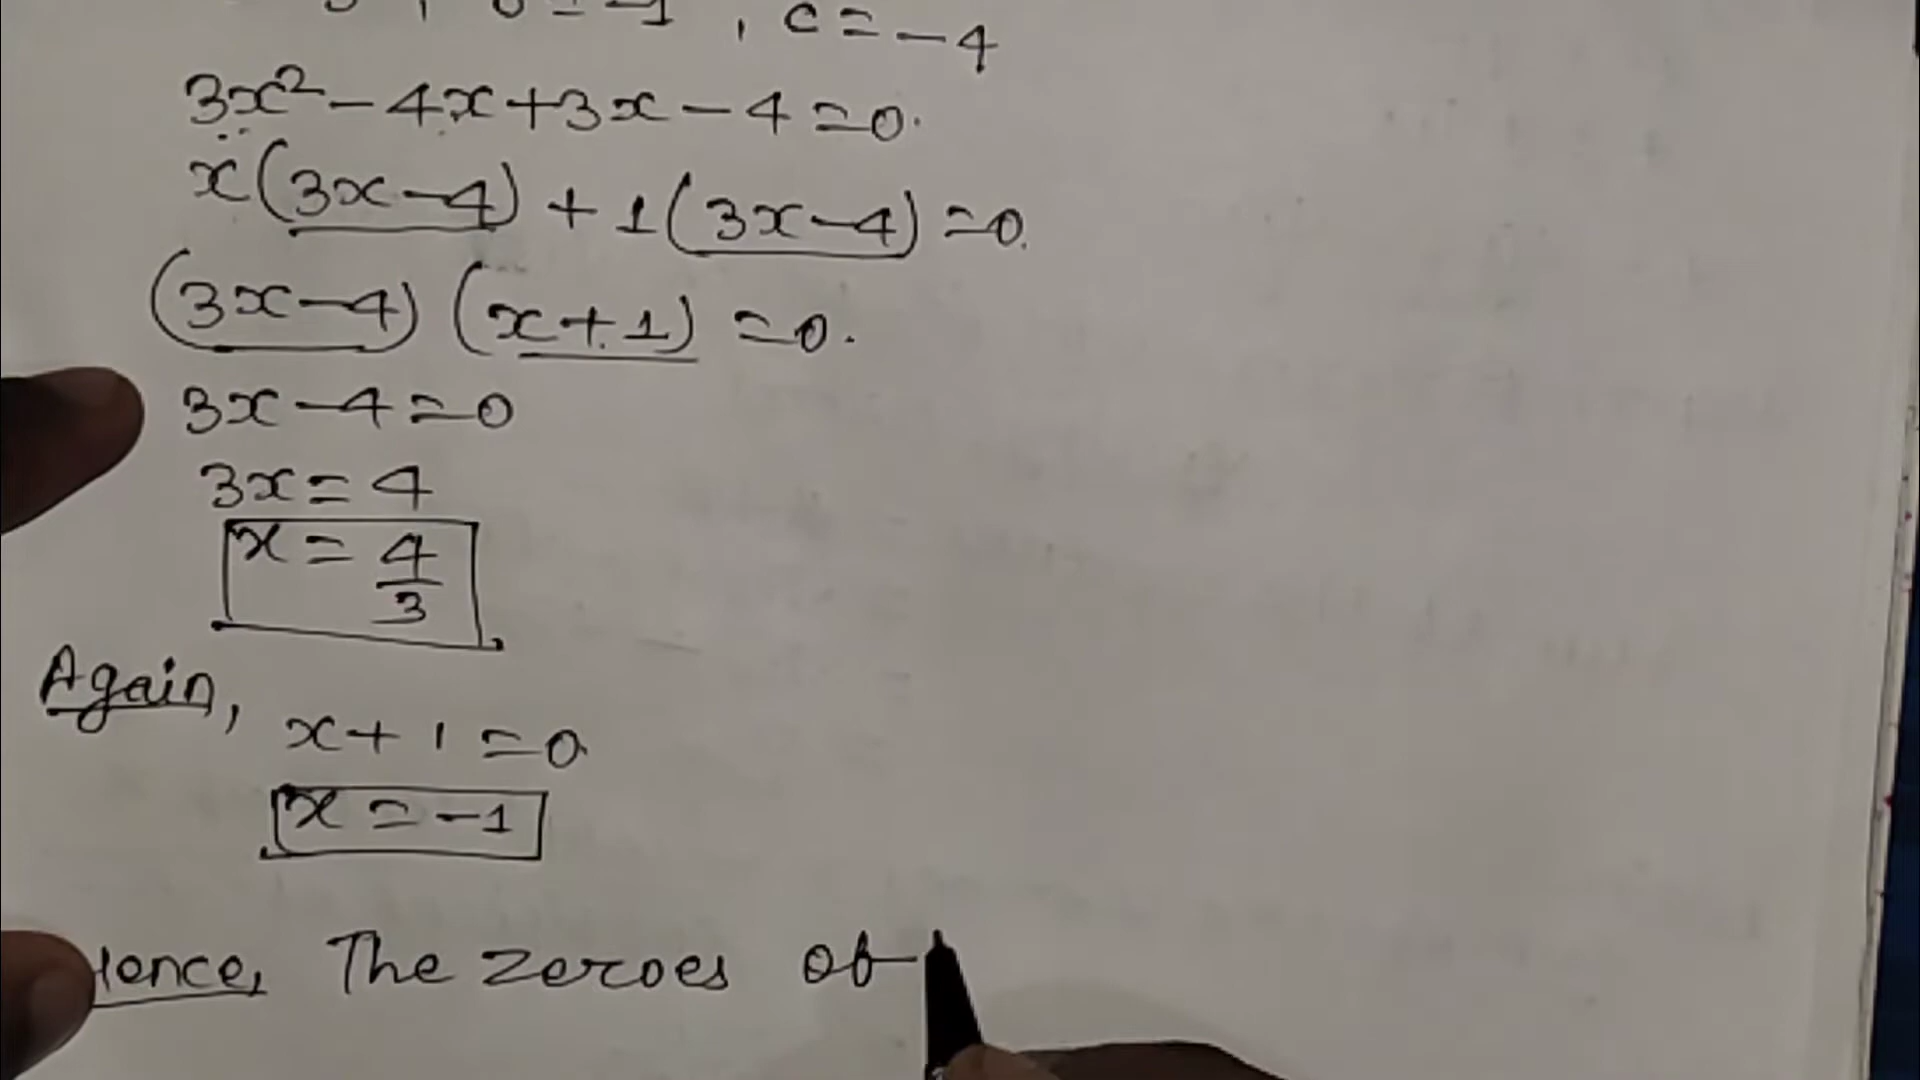 , c = -4
3x² - 4x + 3x - 4 = 0.
x(3x-4) + 1(3x-4) = 0.
(3x-4) (x+1) = 0.
3x - 4 = 0
3x = 4
x = 4/3
Again,
x + 1 = 0
x = -1
Hence, The zeroes of